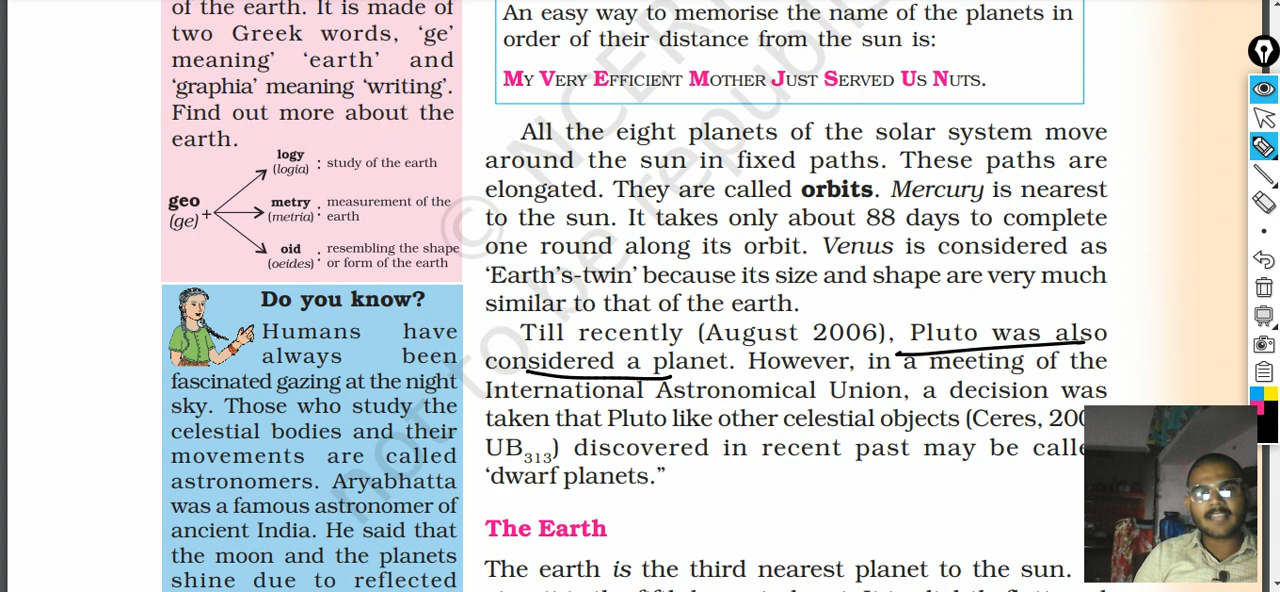 of the earth. It is made of
two Greek words, ‘ge’
meaning’ ‘earth’ and
‘graphia’ meaning ‘writing’.
Find out more about the
earth.
geo
(ge)
+
logy
(logia) : study of the earth
metry : measurement of the
(metria) earth
oid : resembling the shape
(oeides) or form of the earth
Do you know?
Humans have
always been
fascinated gazing at the night
sky. Those who study the
celestial bodies and their
movements are called
astronomers. Aryabhatta
was a famous astronomer of
ancient India. He said that
the moon and the planets
shine due to reflected
An easy way to memorise the name of the planets in
order of their distance from the sun is:
MY VERY EFFICIENT MOTHER JUST SERVED US NUTS.
All the eight planets of the solar system move
around the sun in fixed paths. These paths are
elongated. They are called orbits. Mercury is nearest
to the sun. It takes only about 88 days to complete
one round along its orbit. Venus is considered as
‘Earth’s-twin’ because its size and shape are very much
similar to that of the earth.
Till recently (August 2006), Pluto was also
considered a planet. However, in a meeting of the
International Astronomical Union, a decision was
taken that Pluto like other celestial objects (Ceres,
UB313) discovered in recent past may be
‘dwarf planets.”
The Earth
The earth is the third nearest planet to the sun.
© NCER
not to be republi